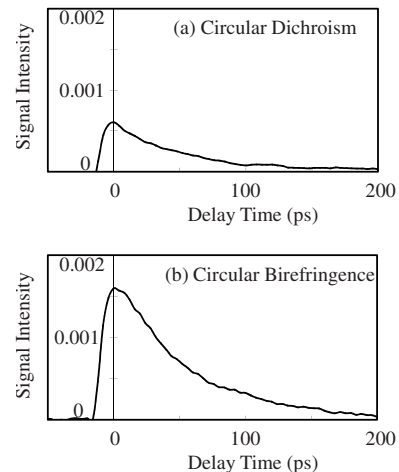 0.002
(a) Circular Dichroism
0.001
0
Signal Intensity
0 100 200
Delay Time (ps)
0.002
(b) Circular Birefringence
0.001
0
Signal Intensity
0 100 200
Delay Time (ps)